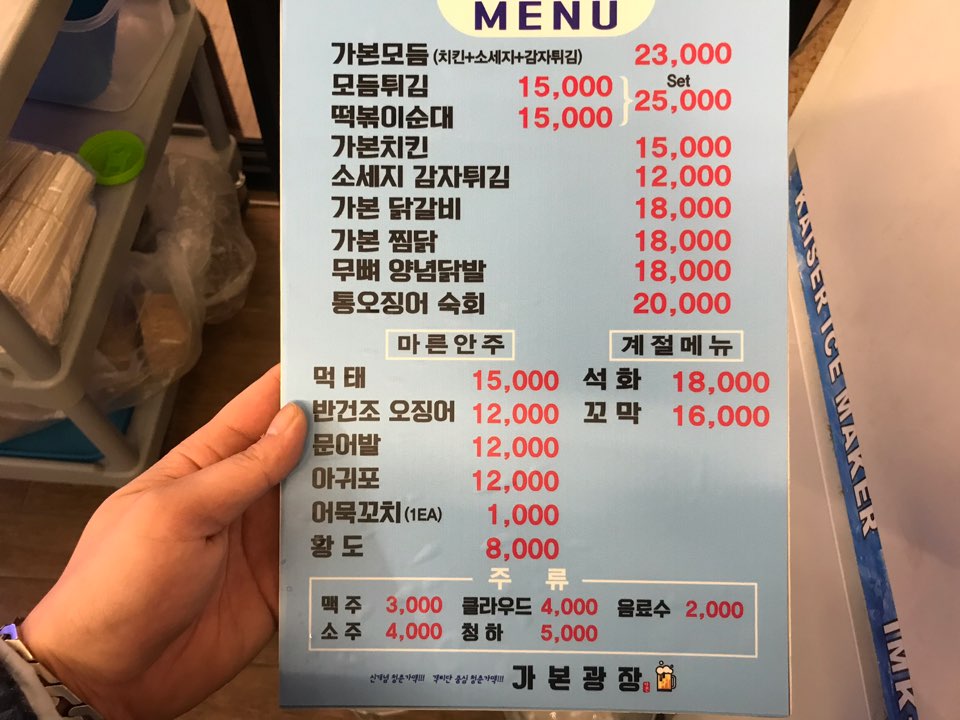 MENU
가본모듬 (치킨+소세지+감자튀김) 23,000
모듬튀김 15,000
떡볶이순대 15,000
Set
25,000
가본치킨 15,000
소세지 감자튀김 12,000
가본 닭갈비 18,000
가본 찜닭 18,000
무뼈 양념닭발 18,000
통오징어 숙회 20,000
마른안주
먹태 15,000
반건조 오징어 12,000
문어발 12,000
아귀포 12,000
어묵꼬치 (1EA) 1,000
황도 8,000
계절메뉴
석화 18,000
꼬막 16,000
주류
맥주 3,000 클라우드 4,000 음료수 2,000
소주 4,000 청하 5,000
가본광장
KAISER ICE MAKER